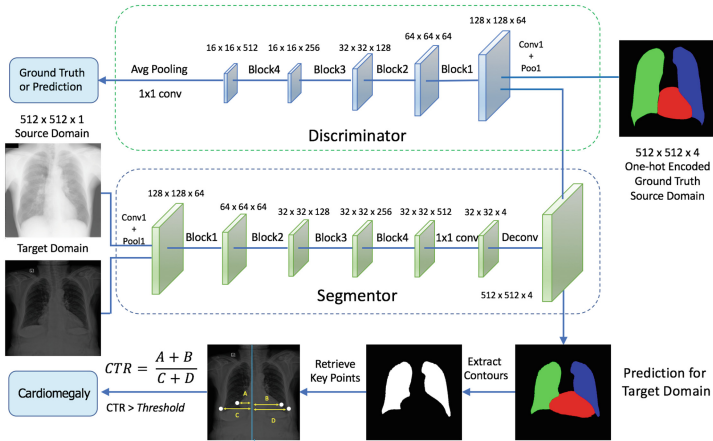 128 x 128 x 64
64 x 64 x 64
32 x 32 x 128
16 x 16 x 512
16 x 16 x 256
Conv1
+
Poo1
Ground Truth
or Prediction
Avg Pooling
1x1 conv
Block4
Block3
Block2
Block1
Discriminator
512 x 512 x 1
Source Domain
512 x 512 x 4
One-hot Encoded
Ground Truth
Source Domain
128 x 128 x 64
64 x 64 x 64
32 x 32 x 128
32 x 32 x 256
32 x 32 x 512
32 x 32 x 4
Conv1
+
Pool1
Block1
Block2
Block3
Block4
1x1 conv
Deconv
Target Domain
512 x 512 x 4
Segmentor
CTR = A + B
C + D
Cardiomegaly
CTR > Threshold
A
B
C
D
Retrieve
Key Points
Extract
Contours
Prediction for
Target Domain